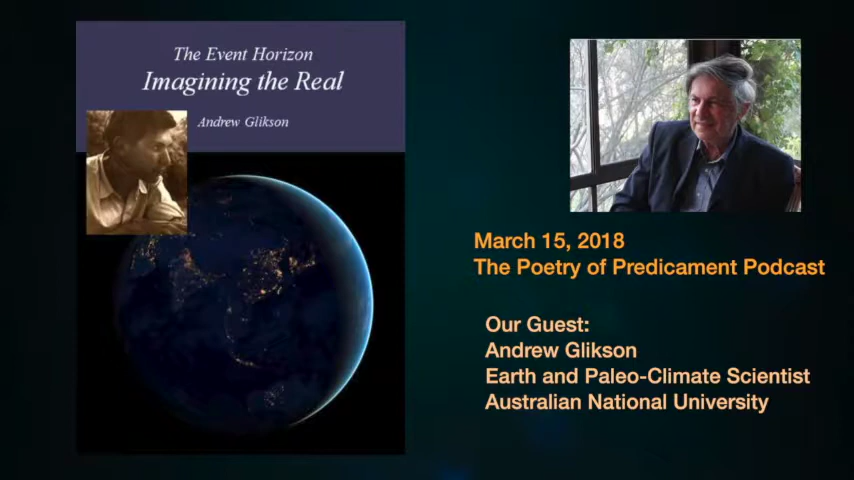 The Event Horizon
Imagining the Real
Andrew Glikson
March 15, 2018
The Poetry of Predicament Podcast
Our Guest:
Andrew Glikson
Earth and Paleo-Climate Scientist
Australian National University